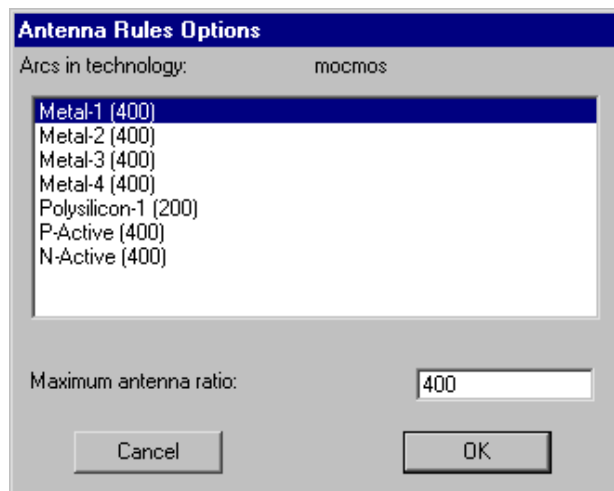 Antenna Rules Options
Arcs in technology: mocmos
Metal-1 (400)
Metal-2 (400)
Metal-3 (400)
Metal-4 (400)
Polysilicon-1 (200)
P-Active (400)
N-Active (400)
Maximum antenna ratio: 400
Cancel OK